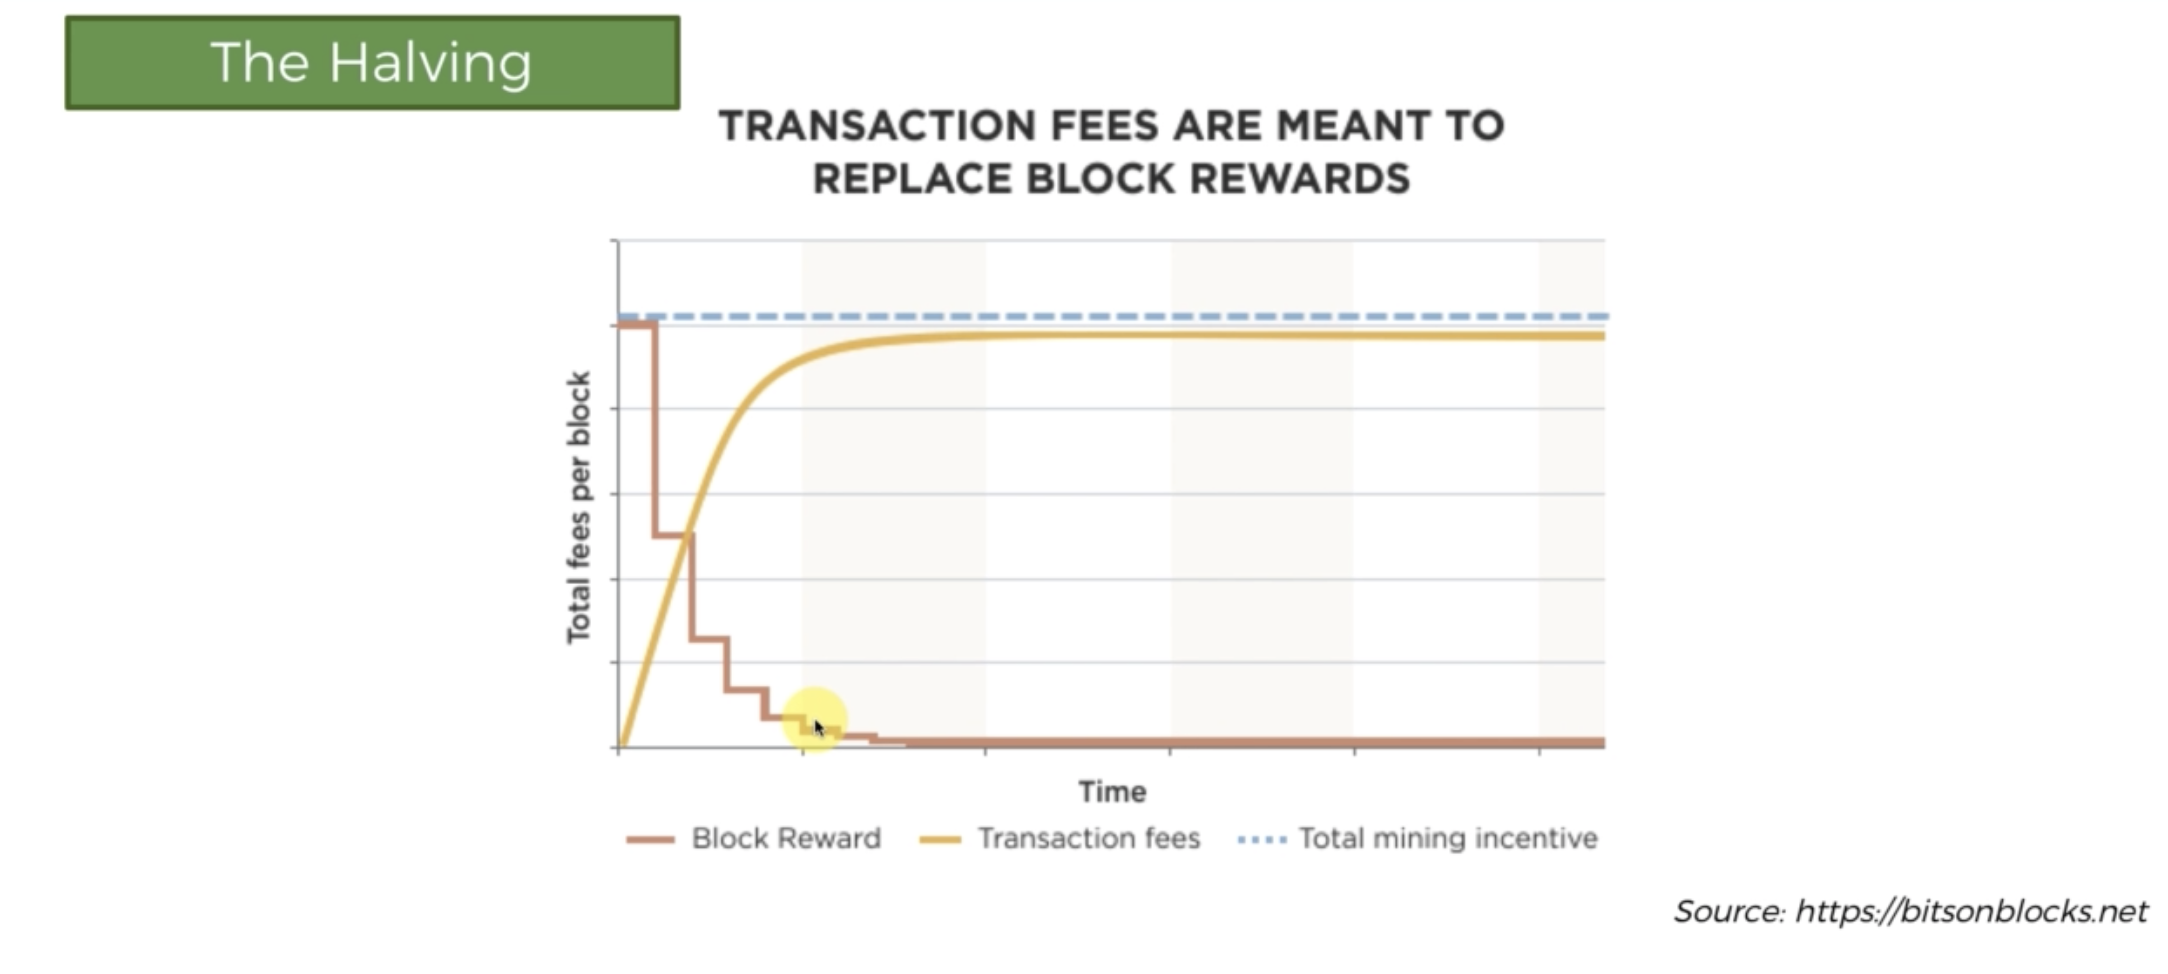 The Halving
TRANSACTION FEES ARE MEANT TO
REPLACE BLOCK REWARDS
Total fees per block
Time
Block Reward
Transaction fees
Total mining incentive
Source: https://bitsonblocks.net